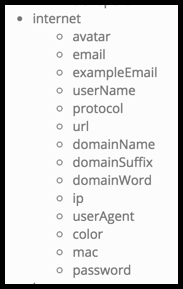 internet
avatar
email
exampleEmail
userName
protocol
url
domainName
domainSuffix
domainWord
ip
userAgent
color
mac
password